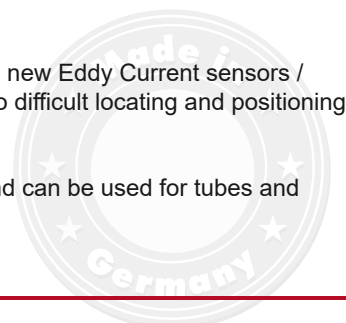 Made in
new Eddy Current sensors /
o difficult locating and positioning
nd can be used for tubes and
Germany